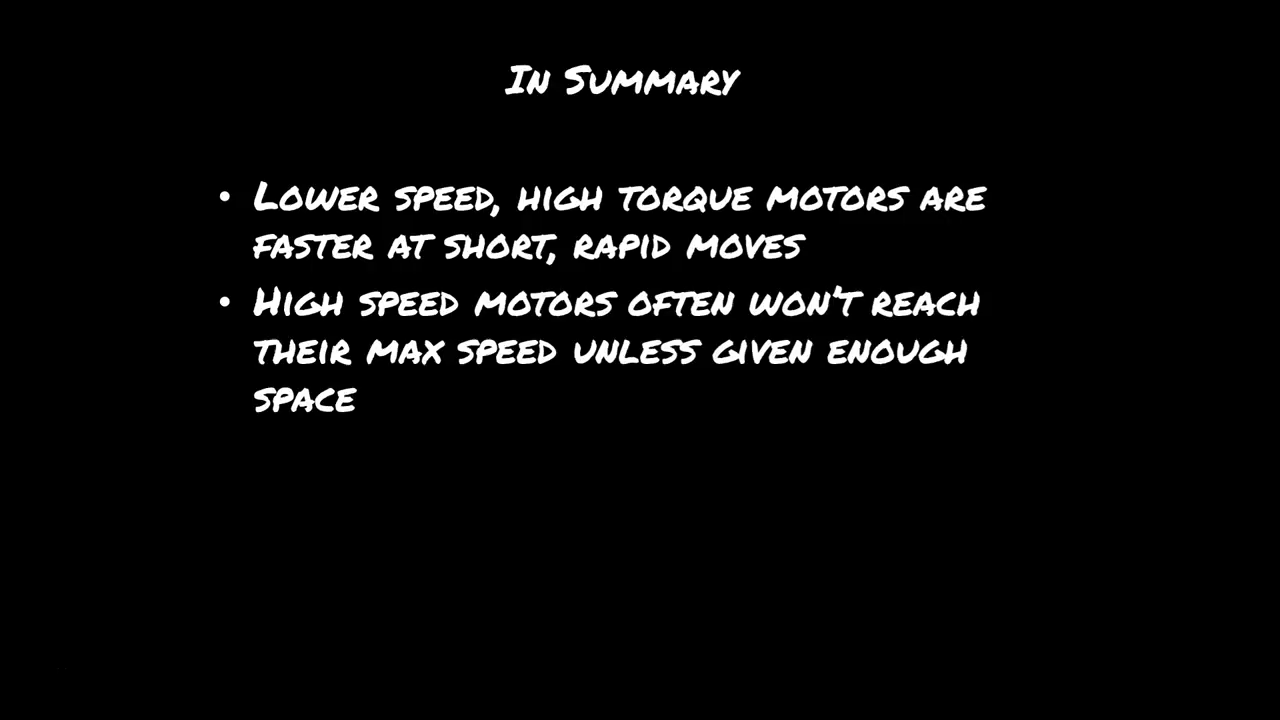 In Summary
• Lower speed, high torque motors are
faster at short, rapid moves
• High speed motors often won't reach
their max speed unless given enough
space